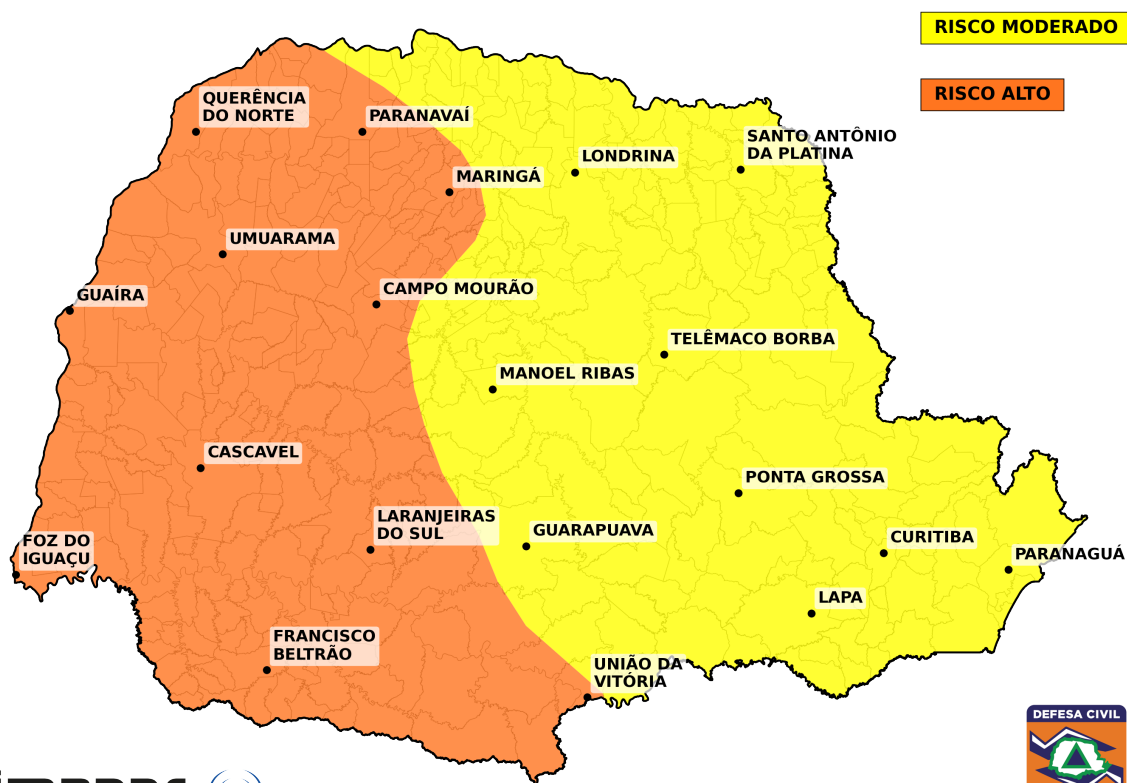 RISCO MODERADO
RISCO ALTO
QUERÊNCIA
DO NORTE
PARANAVAÍ
SANTO ANTÔNIO
DA PLATINA
LONDRINA
MARINGÁ
UMUARAMA
CAMPO MOURÃO
GUAÍRA
TELÊMACO BORBA
MANOEL RIBAS
CASCAVEL
PONTA GROSSA
LARANJEIRAS
DO SUL
GUARAPUAVA
CURITIBA
FOZ DO
IGUAÇU
PARANAGUÁ
LAPA
FRANCISCO
BELTRÃO
UNIÃO DA
VITÓRIA
DEFESA CIVIL